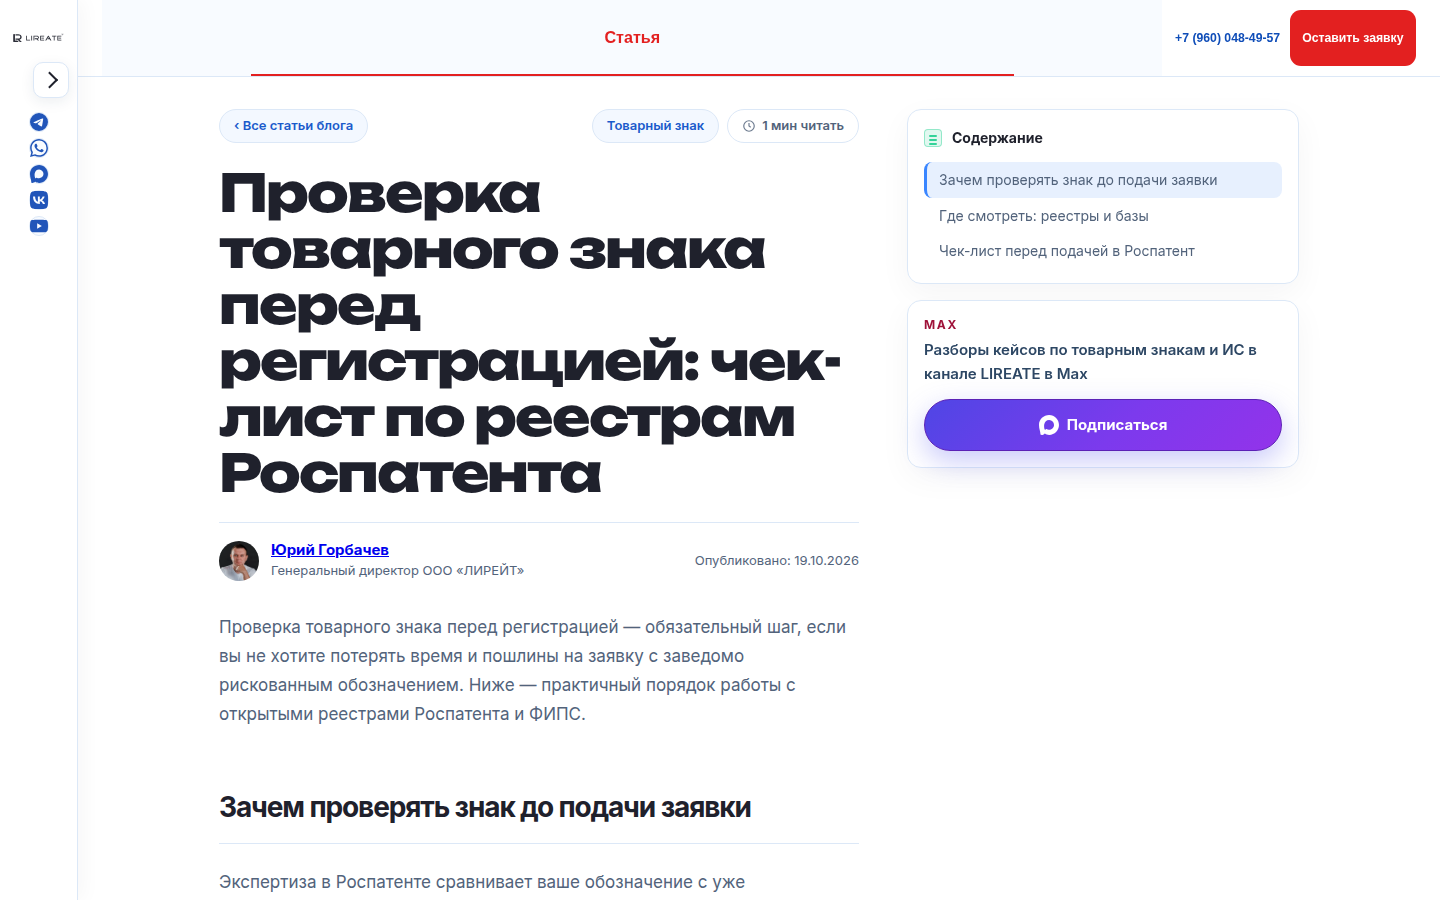 LIREATE
Статья
+7 (960) 048-49-57
Оставить заявку
‹ Все статьи блога
Товарный знак
1 мин читать
Проверка
товарного знака
перед
регистрацией: чек-
лист по реестрам
Роспатента
Юрий Горбачев
Генеральный директор ООО «ЛИРЕЙТ»
Опубликовано: 19.10.2026
Проверка товарного знака перед регистрацией — обязательный шаг, если
вы не хотите потерять время и пошлины на заявку с заведомо
рискованным обозначением. Ниже — практичный порядок работы с
открытыми реестрами Роспатента и ФИПС.
Зачем проверять знак до подачи заявки
Экспертиза в Роспатенте сравнивает ваше обозначение с уже
Содержание
Зачем проверять знак до подачи заявки
Где смотреть: реестры и базы
Чек-лист перед подачей в Роспатент
MAX
Разборы кейсов по товарным знакам и ИС в
канале LIREATE в Max
Подписаться